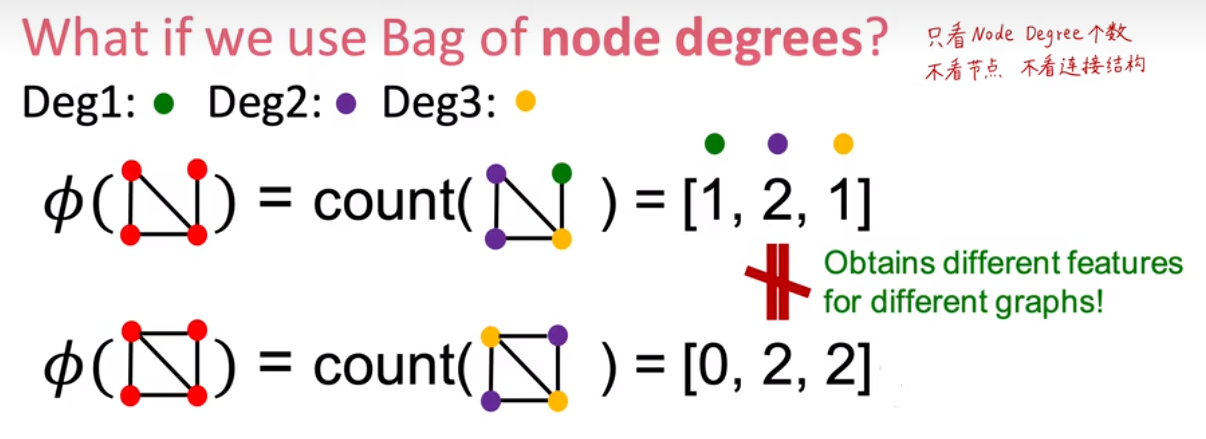 What if we use Bag of node degrees?
只看 Node Degree 个数
不看节点 不看连接结构
Deg1: Deg2: Deg3:
ϕ( ) = count( ) = [1, 2, 1]
Obtains different features
for different graphs!
ϕ( ) = count( ) = [0, 2, 2]